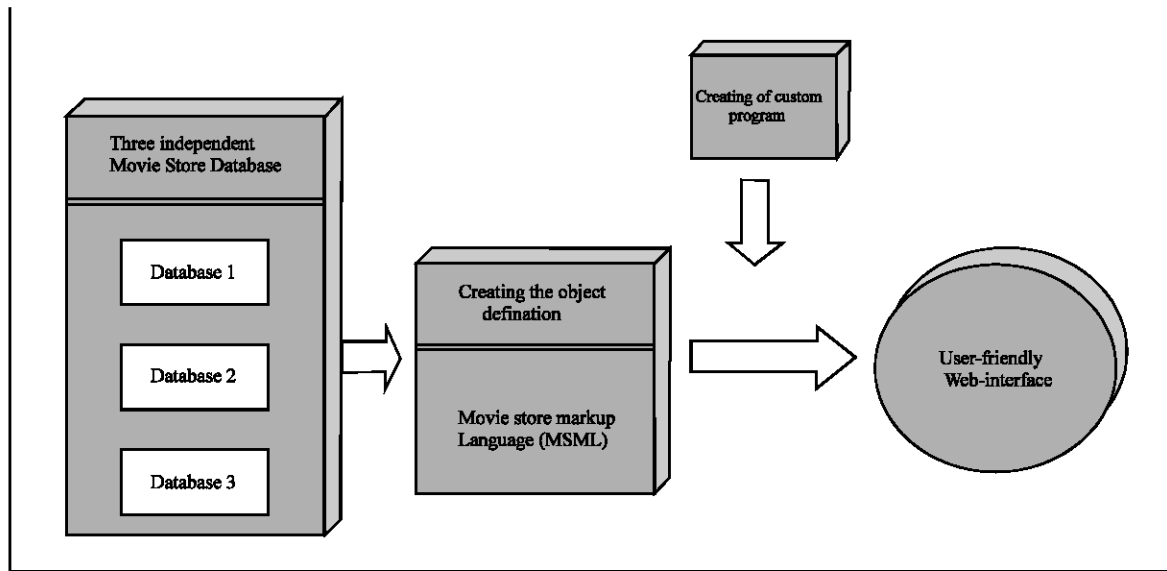 Three independent
Movie Store Database
Database 1
Database 2
Database 3
Creating the object
defination
Movie store markup
Language (MSML)
Creating of custom
program
User-friendly
Web-interface